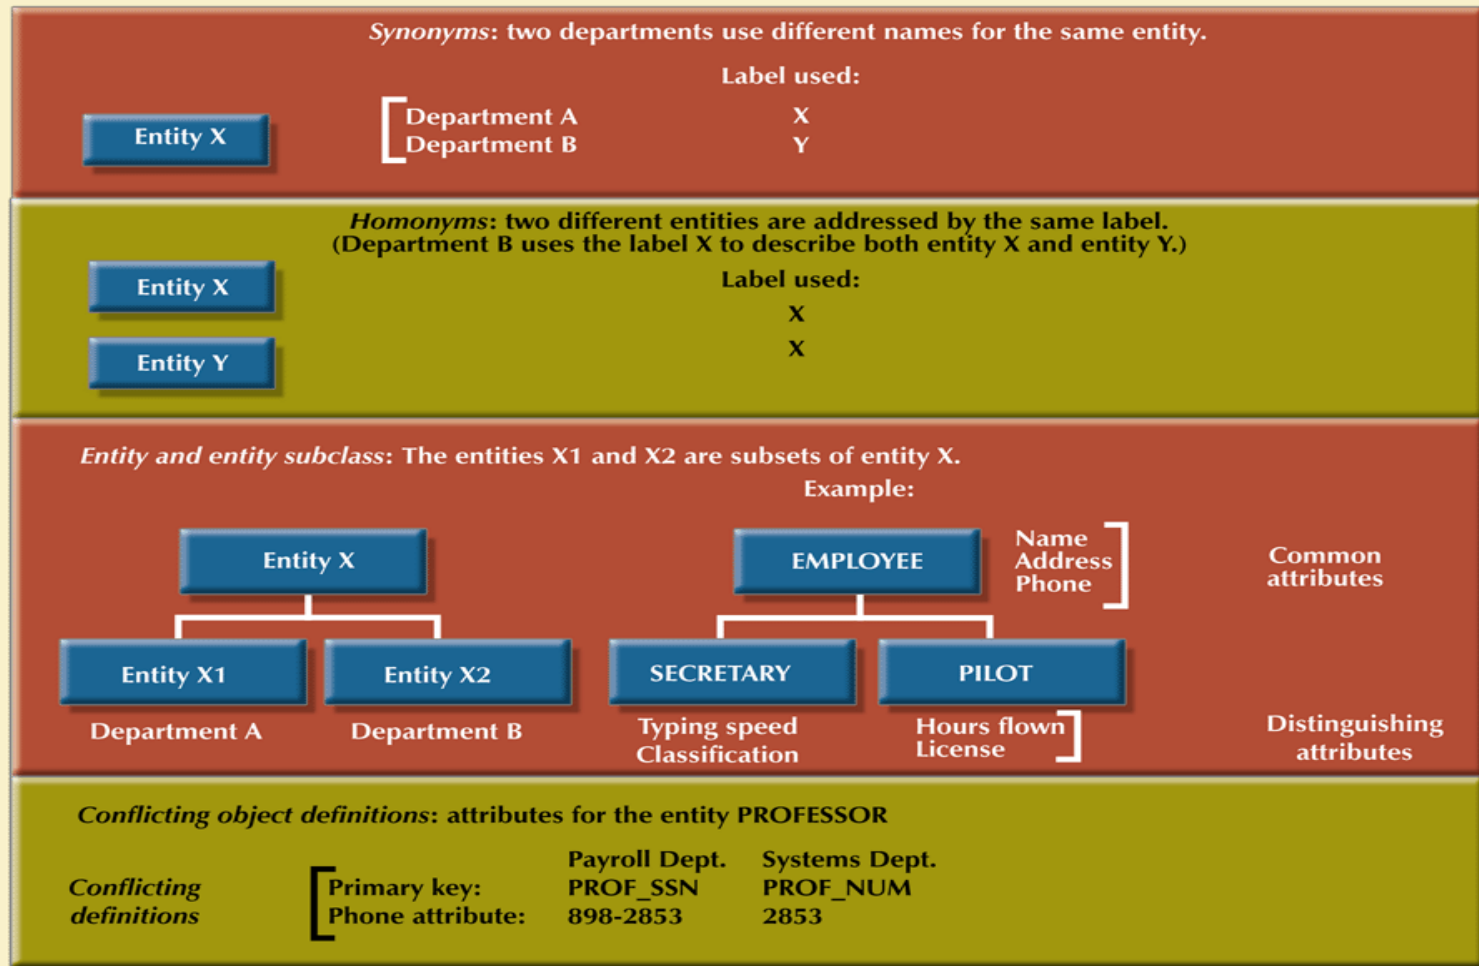 Synonyms: two departments use different names for the same entity.
Label used:
Entity X
Department A X
Department B Y
Homonyms: two different entities are addressed by the same label.
(Department B uses the label X to describe both entity X and entity Y.)
Label used:
Entity X
X
Entity Y
X
Entity and entity subclass: The entities X1 and X2 are subsets of entity X.
Example:
Entity X
EMPLOYEE
Name
Address
Phone
Common
attributes
Entity X1
Entity X2
SECRETARY
PILOT
Department A
Department B
Typing speed
Classification
Hours flown
License
Distinguishing
attributes
Conflicting object definitions: attributes for the entity PROFESSOR
Payroll Dept. Systems Dept.
Conflicting
definitions
Primary key: PROF_SSN PROF_NUM
Phone attribute: 898-2853 2853